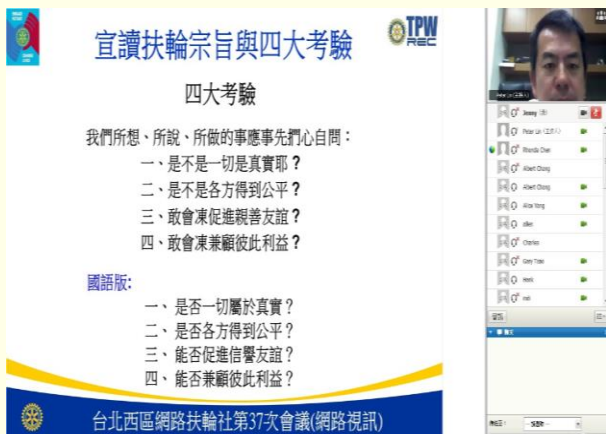 宣讀扶輪宗旨與四大考驗
TPW
REC
四大考驗
我們所想、所說、所做的事應事先捫心自問：
一、是不是一切是真實耶？
二、是不是各方得到公平？
三、敢會凍促進親善友誼？
四、敢會凍兼顧彼此利益？
國語版:
一、 是否一切屬於真實？
二、 是否各方得到公平？
三、 能否促進信譽友誼？
四、 能否兼顧彼此利益？
台北西區網路扶輪社第37次會議(網路視訊)
Jenny
Peter Lin
Rhonda Chen
Albert Chung
Albert Chung
Alice Yang
allen
Charles
Gary Tsao